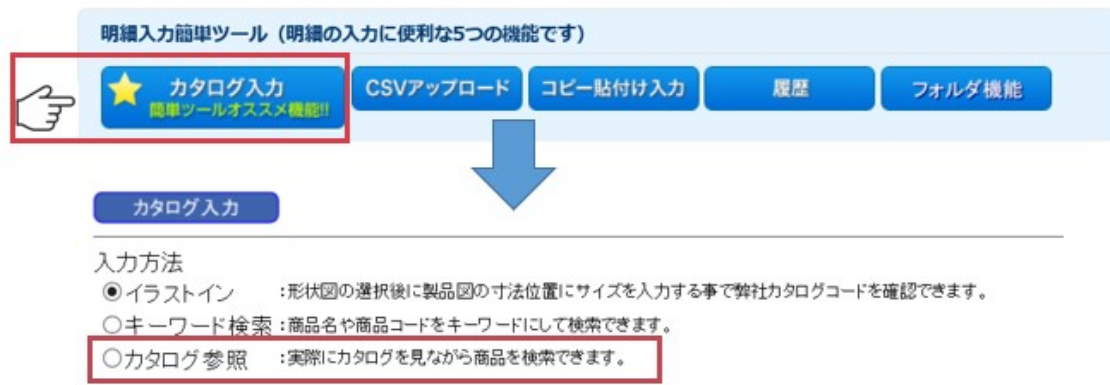 明細入力簡単ツール（明細の入力に便利な5つの機能です）
カタログ入力 CSVアップロード コピー貼付け入力 履歴 フォルダ機能
簡単ツールオススメ機能!!
カタログ入力
入力方法
イラストイン ：形状図の選択後に製品図の寸法位置にサイズを入力する事で弊社カタログコードを確認できます。
キーワード検索：商品名や商品コードをキーワードにして検索できます。
カタログ参照 ：実際にカタログを見ながら商品を検索できます。